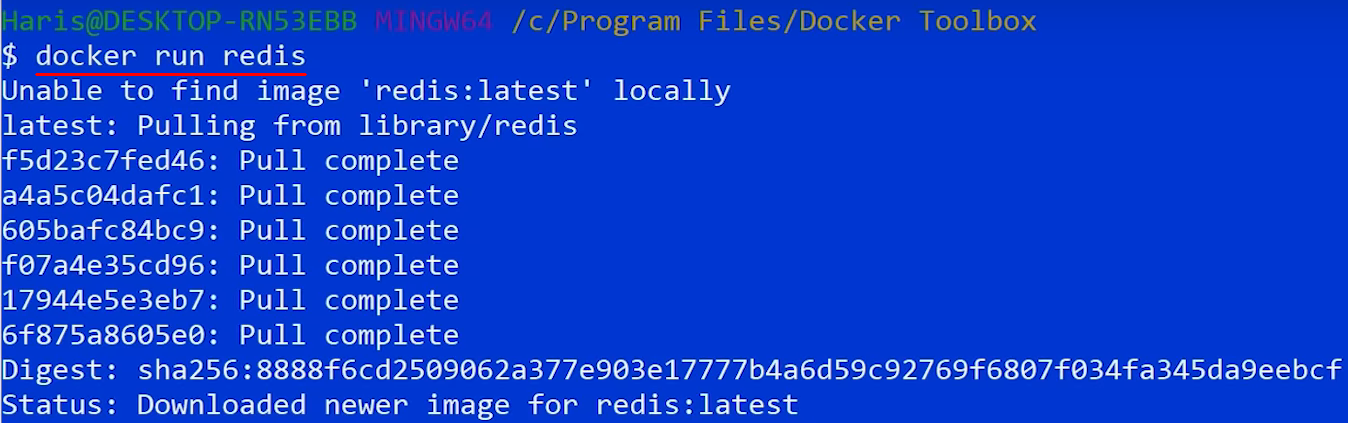 Haris@DESKTOP-RN53EBB MINGW64 /c/Program Files/Docker Toolbox
$ docker run redis
Unable to find image 'redis:latest' locally
latest: Pulling from library/redis
f5d23c7fed46: Pull complete
a4a5c04dafc1: Pull complete
605bafc84bc9: Pull complete
f07a4e35cd96: Pull complete
17944e5e3eb7: Pull complete
6f875a8605e0: Pull complete
Digest: sha256:8888f6cd2509062a377e903e17777b4a6d59c92769f6807f034fa345da9eebcf
Status: Downloaded newer image for redis:latest